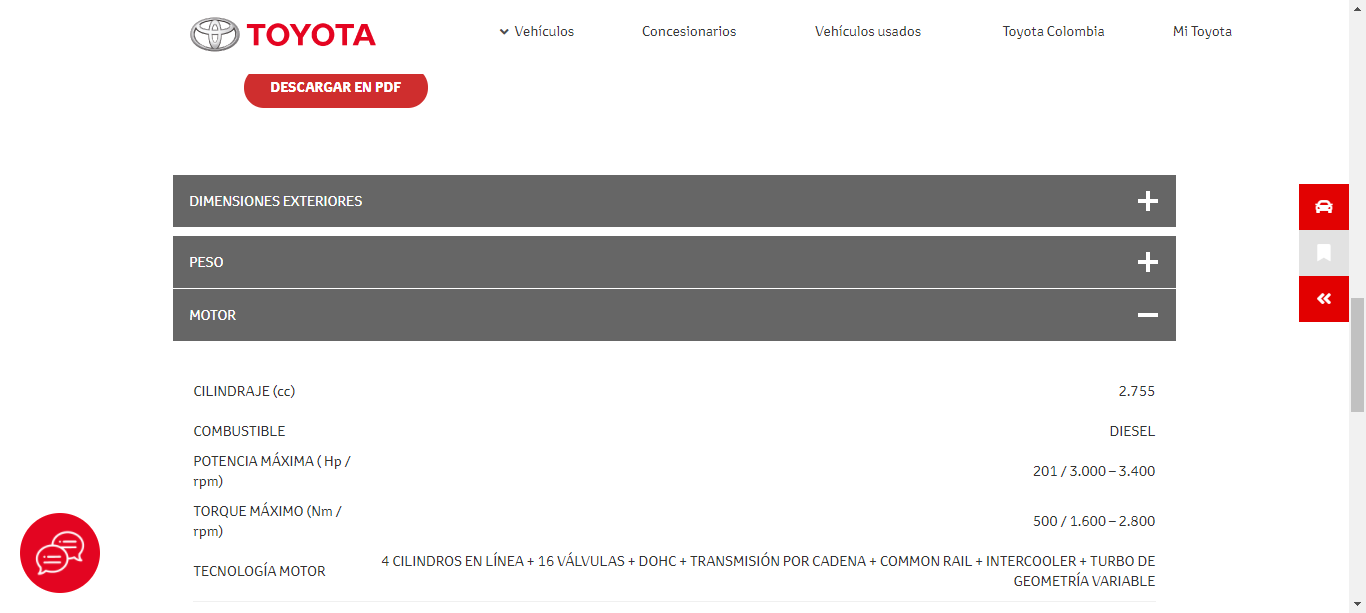 TOYOTA
Vehículos
Concesionarios
Vehículos usados
Toyota Colombia
Mi Toyota
DESCARGAR EN PDF
DIMENSIONES EXTERIORES
PESO
MOTOR
CILINDRAJE (cc)
2.755
COMBUSTIBLE
DIESEL
POTENCIA MÁXIMA ( Hp /
rpm)
201 / 3.000 – 3.400
TORQUE MÁXIMO (Nm /
rpm)
500 / 1.600 – 2.800
TECNOLOGÍA MOTOR
4 CILINDROS EN LÍNEA + 16 VÁLVULAS + DOHC + TRANSMISIÓN POR CADENA + COMMON RAIL + INTERCOOLER + TURBO DE
GEOMETRÍA VARIABLE